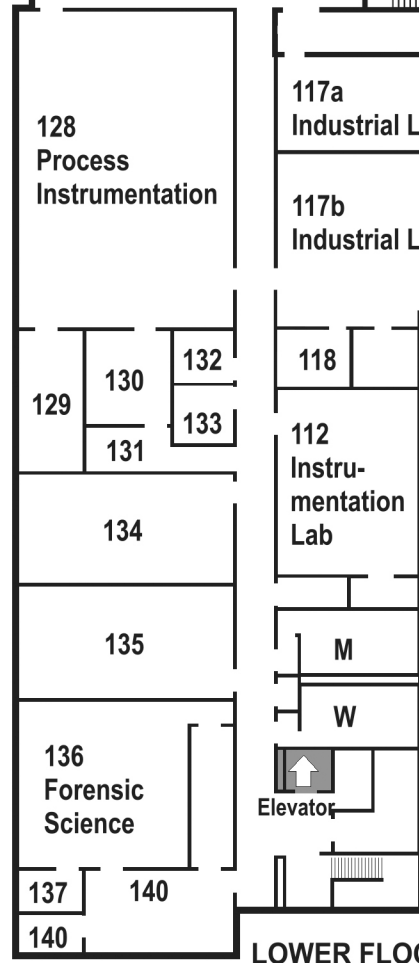 128
Process
Instrumentation
117a
Industrial L
117b
Industrial L
132
118
130
129
133
131
112
Instru-
mentation
Lab
134
135
M
W
136
Forensic
Science
Elevator
137
140
140
LOWER FLOO